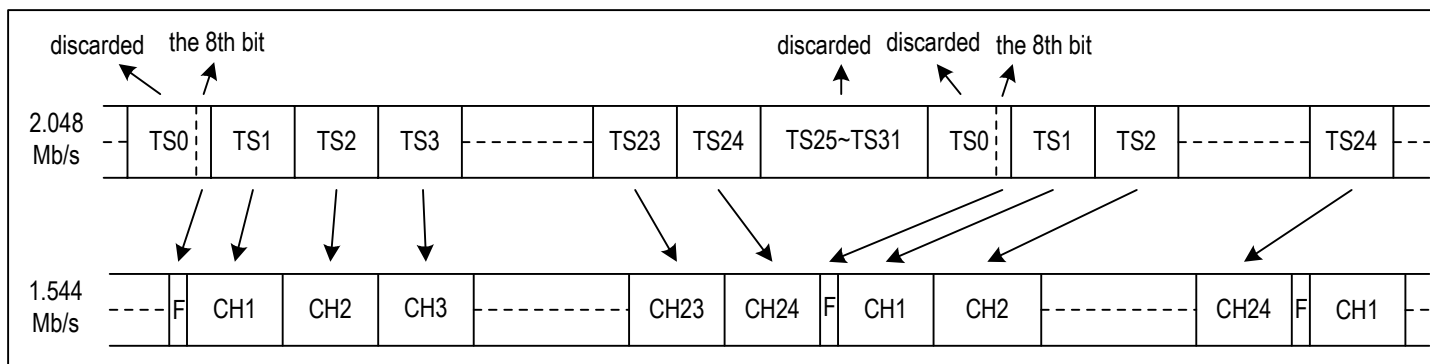 discarded the 8th bit discarded discarded the 8th bit
2.048 Mb/s
TS0 TS1 TS2 TS3 TS23 TS24 TS25~TS31 TS0 TS1 TS2 TS24
1.544 Mb/s
F CH1 CH2 CH3 CH23 CH24 F CH1 CH2 CH24 F CH1